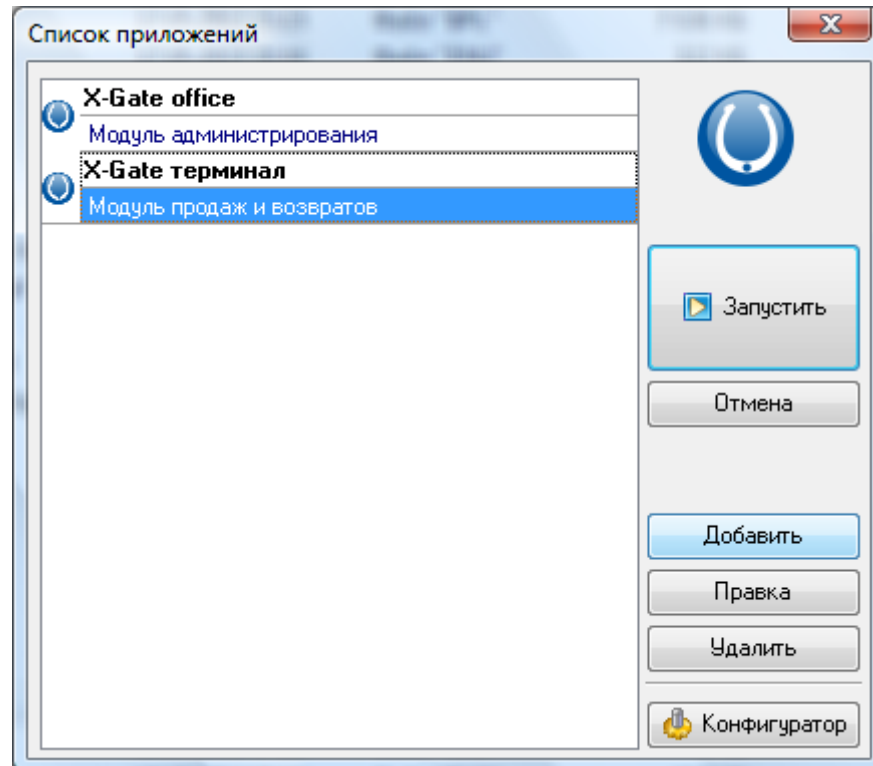 Список приложений
X-Gate office
Модуль администрирования
X-Gate терминал
Модуль продаж и возвратов
Запустить
Отмена
Добавить
Правка
Удалить
Конфигуратор